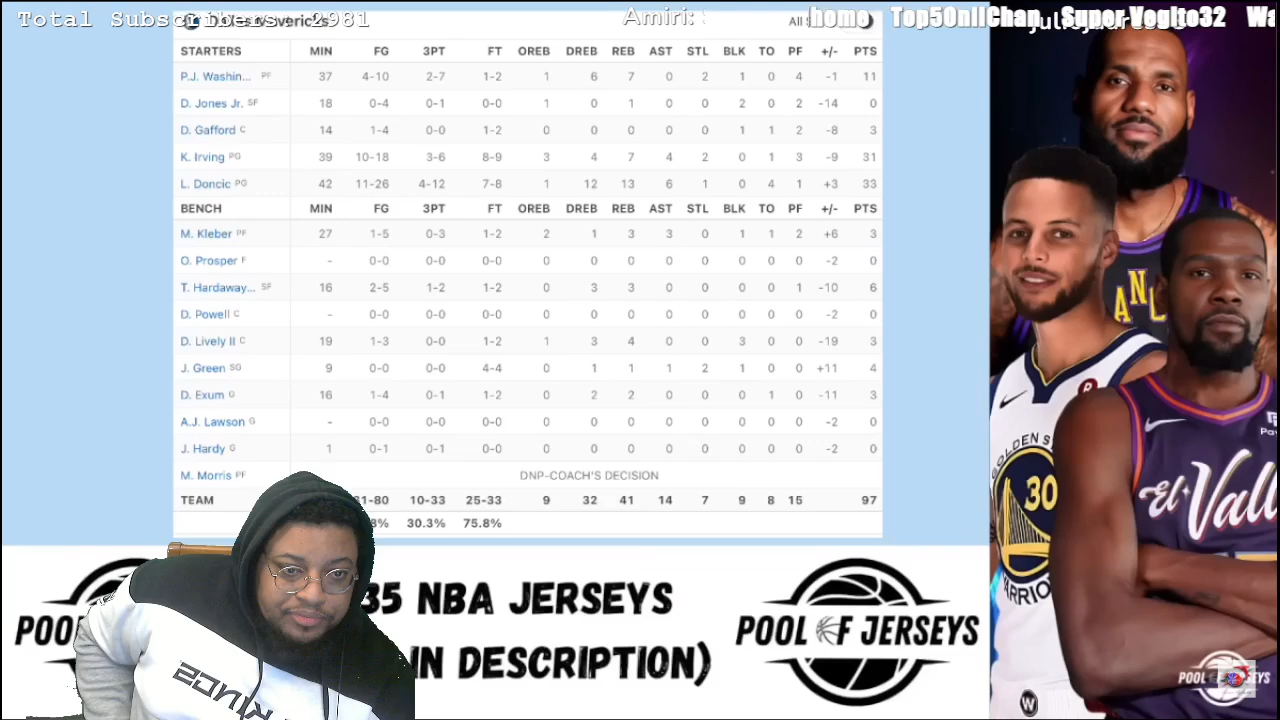 Total Subscribers: 2981
Amiri:
home Top5OnllChan Super Vegito32 Wa
All
STARTERS MIN FG 3PT FT OREB DREB REB AST STL BLK TO PF +/- PTS
P.J. Washin... PF 37 4-10 2-7 1-2 1 6 7 0 2 1 0 4 -1 11
D. Jones Jr. SF 18 0-4 0-1 0-0 1 0 1 0 0 2 0 2 -14 0
D. Gafford C 14 1-4 0-0 1-2 0 0 0 0 0 1 1 2 -8 3
K. Irving PG 39 10-18 3-6 8-9 3 4 7 4 2 0 1 3 -9 31
L. Doncic PG 42 11-26 4-12 7-8 1 12 13 6 1 0 4 1 +3 33
BENCH MIN FG 3PT FT OREB DREB REB AST STL BLK TO PF +/- PTS
M. Kleber PF 27 1-5 0-3 1-2 2 1 3 3 0 1 1 2 +6 3
O. Prosper F - 0-0 0-0 0-0 0 0 0 0 0 0 0 0 -2 0
T. Hardaway... SF 16 2-5 1-2 1-2 0 3 3 0 0 0 0 1 -10 6
D. Powell C - 0-0 0-0 0-0 0 0 0 0 0 0 0 0 -2 0
D. Lively II C 19 1-3 0-0 1-2 1 3 4 0 0 3 0 0 -19 3
J. Green SG 9 0-0 0-0 4-4 0 1 1 1 2 1 0 0 +11 4
D. Exum G 16 1-4 0-1 1-2 0 2 2 0 0 0 1 0 -11 3
A.J. Lawson G - 0-0 0-0 0-0 0 0 0 0 0 0 0 0 -2 0
J. Hardy G 1 0-1 0-1 0-0 0 0 0 0 0 0 0 0 -2 0
M. Morris PF DNP-COACH'S DECISION
TEAM 31-80 10-33 25-33 9 32 41 14 7 9 8 15 97
8% 30.3% 75.8%
35 NBA JERSEYS
IN DESCRIPTION)
POOL
POOL OF JERSEYS
ANG
GOLDEN ST
30
WARRIO
El Vall
POOL OF JERSEYS